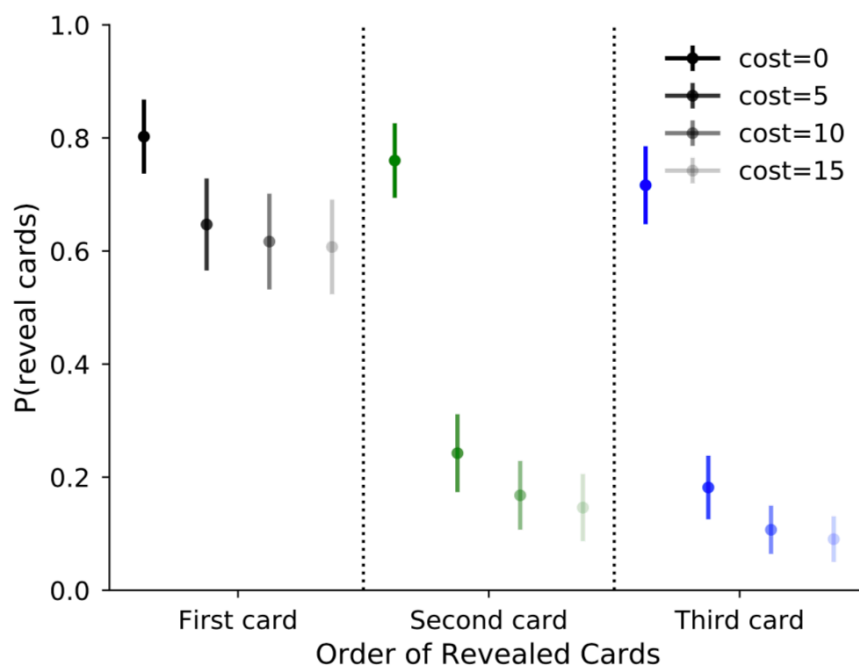 1.0
0.8
0.6
0.4
0.2
0.0
P(reveal cards)
cost=0
cost=5
cost=10
cost=15
First card
Second card
Third card
Order of Revealed Cards